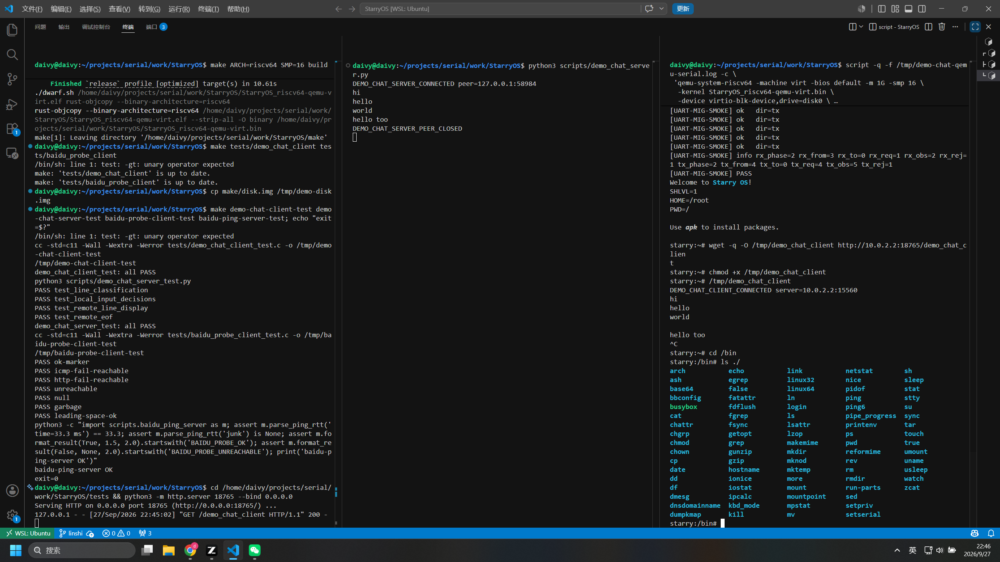 文件(F) 编辑(E) 选择(S) 查看(V) 转到(G) 运行(R) 终端(T) 帮助(H)
StarryOS [WSL: Ubuntu]
更新
问题 输出 调试控制台 终端 端口 3
script - StarryOS
daivy@daivy:~/projects/serial/work/StarryOS$ make ARCH=riscv64 SMP=16 build
Finished `release` profile [optimized] target(s) in 10.61s
./dwarf.sh /home/daivy/projects/serial/work/StarryOS/StarryOS_riscv64-qemu-v
irt.elf rust-objcopy --binary-architecture=riscv64
rust-objcopy --binary-architecture=riscv64 /home/daivy/projects/serial/work/
StarryOS/StarryOS_riscv64-qemu-virt.elf --strip-all -O binary /home/daivy/pr
ojects/serial/work/StarryOS/StarryOS_riscv64-qemu-virt.bin
make[1]: Leaving directory '/home/daivy/projects/serial/work/StarryOS/make'
daivy@daivy:~/projects/serial/work/StarryOS$ make tests/demo_chat_client tes
ts/baidu_probe_client
/bin/sh: line 1: test: -gt: unary operator expected
make: 'tests/demo_chat_client' is up to date.
make: 'tests/baidu_probe_client' is up to date.
daivy@daivy:~/projects/serial/work/StarryOS$ cp make/disk.img /tmp/demo-disk
.img
daivy@daivy:~/projects/serial/work/StarryOS$ make demo-chat-client-test demo
-chat-server-test baidu-probe-client-test baidu-ping-server-test; echo "exit
=$?"
/bin/sh: line 1: test: -gt: unary operator expected
cc -std=c11 -Wall -Wextra -Werror tests/demo_chat_client_test.c -o /tmp/demo
-chat-client-test
/tmp/demo-chat-client-test
demo_chat_client_test: all PASS
python3 scripts/demo_chat_server_test.py
PASS test_line_classification
PASS test_local_input_decisions
PASS test_remote_line_display
PASS test_remote_eof
demo_chat_server_test: all PASS
cc -std=c11 -Wall -Wextra -Werror tests/baidu_probe_client_test.c -o /tmp/ba
idu-probe-client-test
/tmp/baidu-probe-client-test
PASS ok-marker
PASS icmp-fail-reachable
PASS http-fail-reachable
PASS unreachable
PASS null
PASS garbage
PASS leading-space-ok
python3 -c "import scripts.baidu_ping_server as m; assert m.parse_ping_rtt('
time=33.3 ms') == 33.3; assert m.parse_ping_rtt('junk') is None; assert m.fo
rmat_result(True, 1.5, 2.0).startswith('BAIDU_PROBE_OK'); assert m.format_re
sult(False, None, 2.0).startswith('BAIDU_PROBE_UNREACHABLE'); print('baidu-p
ing-server OK')"
baidu-ping-server OK
exit=0
daivy@daivy:~/projects/serial/work/StarryOS$ cd /home/daivy/projects/serial/
work/StarryOS/tests && python3 -m http.server 18765 --bind 0.0.0.0
Serving HTTP on 0.0.0.0 port 18765 (http://0.0.0.0:18765/) ...
127.0.0.1 - - [27/Sep/2026 22:45:02] "GET /demo_chat_client HTTP/1.1" 200 -
daivy@daivy:~/projects/serial/work/StarryOS$ python3 scripts/demo_chat_serve
r.py
DEMO_CHAT_SERVER_CONNECTED peer=127.0.0.1:58984
hi
hello
world
hello too
DEMO_CHAT_SERVER_PEER_CLOSED
daivy@daivy:~/projects/serial/work/StarryOS$ script -q -f /tmp/demo-chat-qem
u-serial.log -c \
'qemu-system-riscv64 -machine virt -bios default -m 1G -smp 16 \
-kernel StarryOS_riscv64-qemu-virt.bin \
-device virtio-blk-device,drive=disk0 \ …
[UART-MIG-SMOKE] ok dir=tx
[UART-MIG-SMOKE] ok dir=tx
[UART-MIG-SMOKE] ok dir=tx
[UART-MIG-SMOKE] ok dir=tx
[UART-MIG-SMOKE] ok dir=tx
[UART-MIG-SMOKE] info rx_phase=2 rx_from=3 rx_to=0 rx_req=1 rx_obs=2 rx_rej=
1 tx_phase=2 tx_from=4 tx_to=0 tx_req=4 tx_obs=5 tx_rej=1
[UART-MIG-SMOKE] PASS
Welcome to Starry OS!
SHLVL=1
HOME=/root
PWD=/
Use apk to install packages.
starry:~# wget -q -O /tmp/demo_chat_client http://10.0.2.2:18765/demo_chat_c
lien
t
starry:~# chmod +x /tmp/demo_chat_client
starry:~# /tmp/demo_chat_client
DEMO_CHAT_CLIENT_CONNECTED server=10.0.2.2:15560
hi
hello
world
hello too
^C
starry:~# cd /bin
starry:/bin# ls ./
arch echo link netstat sh
ash egrep linux32 nice sleep
base64 false linux64 pidof stat
bbconfig fatattr ln ping stty
busybox fdflush login ping6 su
cat fgrep ls pipe_progress sync
chattr fsync lsattr printenv tar
chgrp getopt lzop ps touch
chmod grep makemime pwd true
chown gunzip mkdir reformime umount
cp gzip mknod rev uname
date hostname mktemp rm usleep
dd ionice more rmdir watch
df iostat mount run-parts zcat
dmesg ipcalc mountpoint sed
dnsdomainname kbd_mode mpstat setpriv
dumpkmap kill mv setserial
starry:/bin#
1
1
WSL: Ubuntu linshi 0 0 3
搜索
英
22:46
2026/9/27